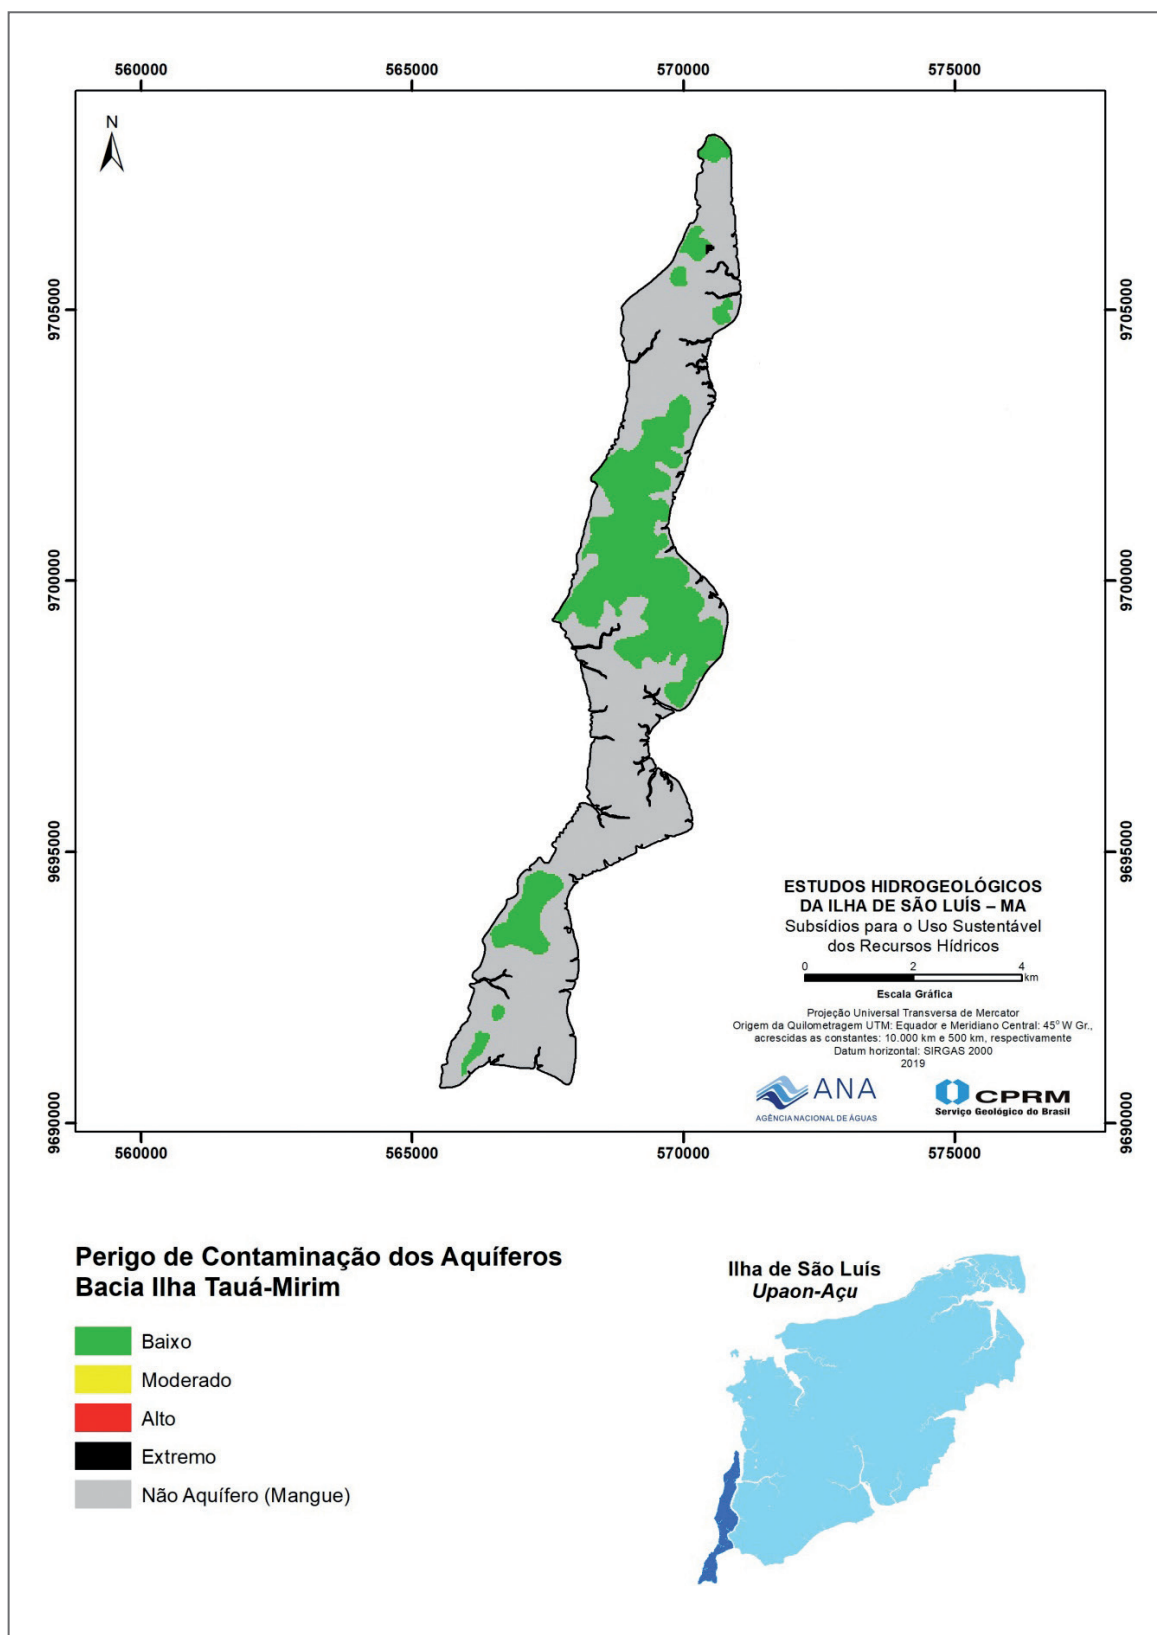 560000
565000
570000
575000
N
9705000
9705000
9700000
9700000
9695000
9695000
9690000
9690000
ESTUDOS HIDROGEOLÓGICOS
DA ILHA DE SÃO LUÍS – MA
Subsídios para o Uso Sustentável
dos Recursos Hídricos
0 2 4
km
Escala Gráfica
Projeção Universal Transversa de Mercator
Origem da Quilometragem UTM: Equador e Meridiano Central: 45° W Gr.,
acrescidas as constantes: 10.000 km e 500 km, respectivamente
Datum horizontal: SIRGAS 2000
2019
ANA
AGÊNCIA NACIONAL DE ÁGUAS
CPRM
Serviço Geológico do Brasil
560000
565000
570000
575000
Perigo de Contaminação dos Aquíferos
Bacia Ilha Tauá-Mirim
Baixo
Moderado
Alto
Extremo
Não Aquífero (Mangue)
Ilha de São Luís
Upaon-Açu